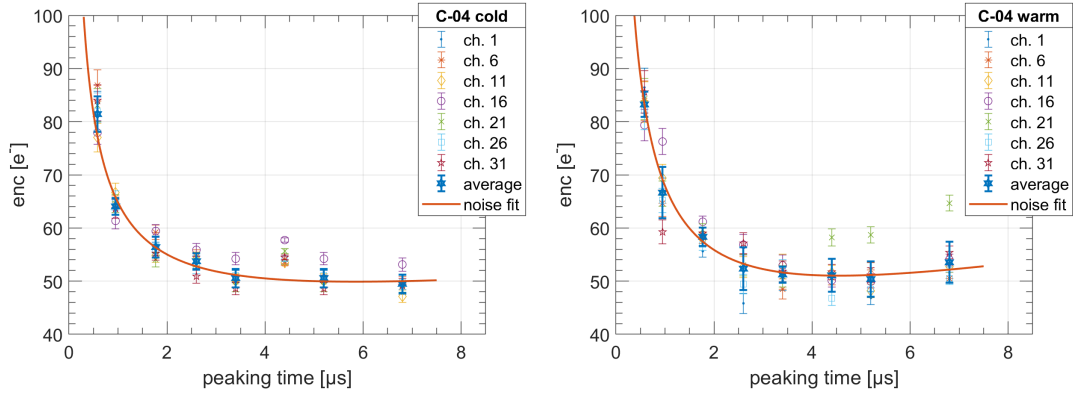 C-04 cold
ch. 1
ch. 6
ch. 11
ch. 16
ch. 21
ch. 26
ch. 31
average
noise fit
100
90
80
70
60
50
40
enc [e⁻]
0 2 4 6 8
peaking time [µs]
C-04 warm
ch. 1
ch. 6
ch. 11
ch. 16
ch. 21
ch. 26
ch. 31
average
noise fit
100
90
80
70
60
50
40
enc [e⁻]
0 2 4 6 8
peaking time [µs]